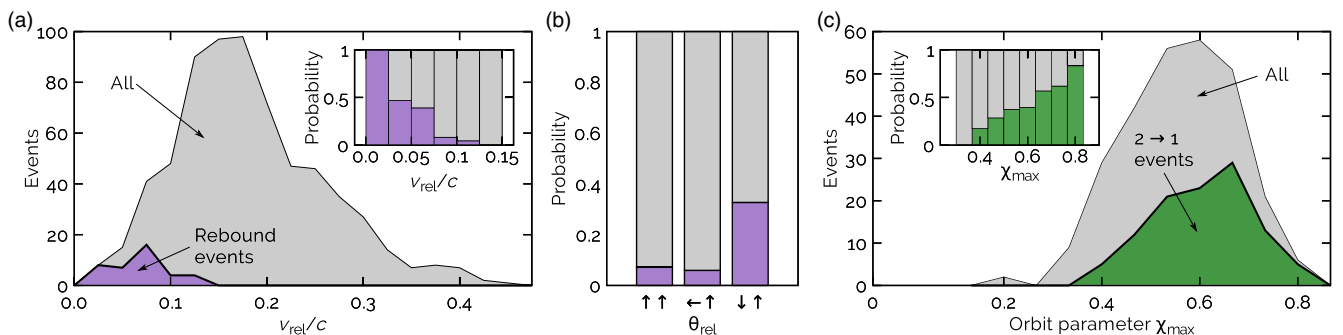 (a)
100
80
60
40
20
0
Events
All
Rebound
events
0.0
0.1
0.2
0.3
0.4
v_rel/c
Probability
1
0.5
0
0.0
0.05
0.10
0.15
v_rel/c
(b)
Probability
1
0.8
0.6
0.4
0.2
0
↑↑
←↑
↓↑
θ_rel
(c)
60
50
40
30
20
10
0
Events
All
2 → 1
events
0
0.4
0.6
0.8
Orbit parameter χ_max
Probability
1
0.5
0
0.4
0.6
0.8
χ_max